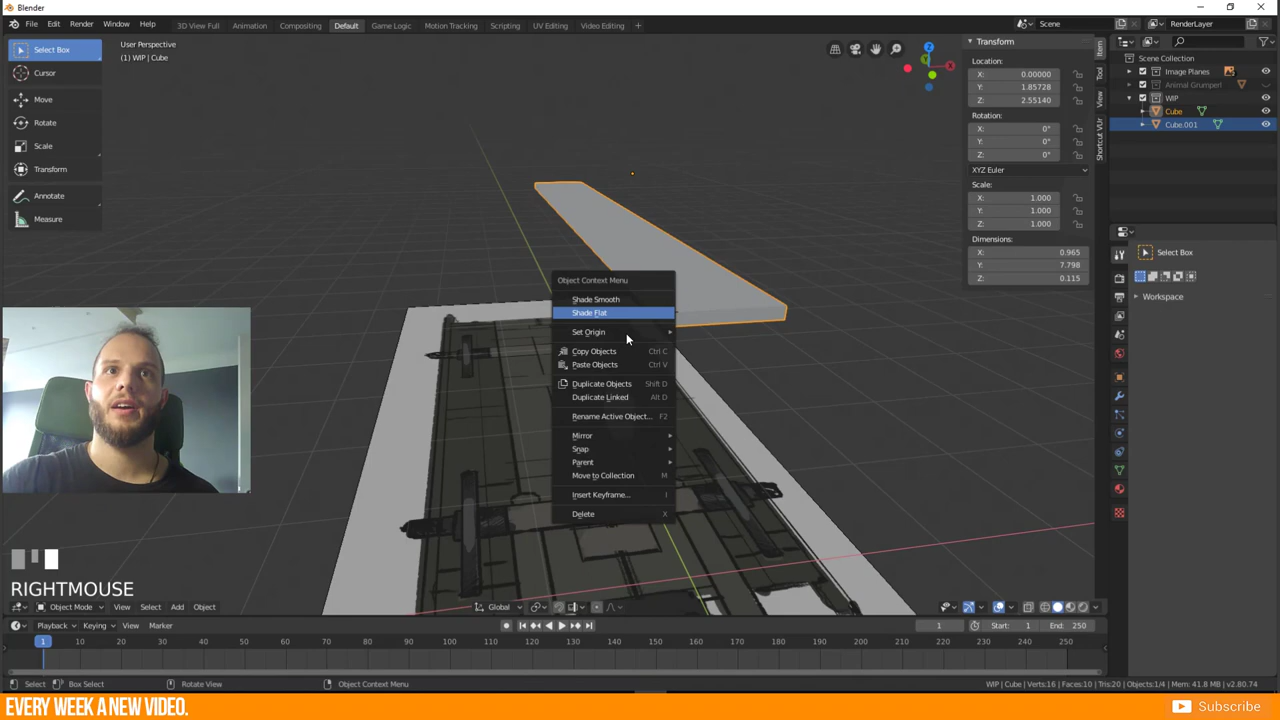 Blender
File Edit Render Window Help
3D View Full Animation Compositing Default Game Logic Motion Tracking Scripting UV Editing Video Editing +
Scene
RenderLayer
Select Box
Cursor
Move
Rotate
Scale
Transform
Annotate
Measure
User Perspective
(1) WIP | Cube
Z
X
Y
Transform
Location:
X: 0.00000
Y: 1.85728
Z: 2.55140
Rotation:
X: 0°
Y: 0°
Z: 0°
XYZ Euler
Scale:
X: 1.000
Y: 1.000
Z: 1.000
Dimensions:
X: 0.965
Y: 7.798
Z: 0.115
Item
Tool
View
Shortcut VUr
Scene Collection
Image Planes
Animal Grumperl
WIP
Cube
Cube.001
Select Box
Workspace
Object Context Menu
Shade Smooth
Shade Flat
Set Origin
Copy Objects Ctrl C
Paste Objects Ctrl V
Duplicate Objects Shift D
Duplicate Linked Alt D
Rename Active Object... F2
Mirror
Snap
Parent
Move to Collection M
Insert Keyframe... I
Delete X
RIGHTMOUSE
Object Mode View Select Add Object
Global
Playback Keying View Marker
1 Start: 1 End: 250
1 10 20 30 40 50 60 70 80 90 100 110 120 130 140 150 160 170 180 190 200 210 220 230 240 250
Select Box Select Rotate View Object Context Menu
WIP | Cube | Verts:16 | Faces:10 | Tris:20 | Objects:1/4 | Mem: 41.8 MB | v2.80.74
EVERY WEEK A NEW VIDEO.
Subscribe